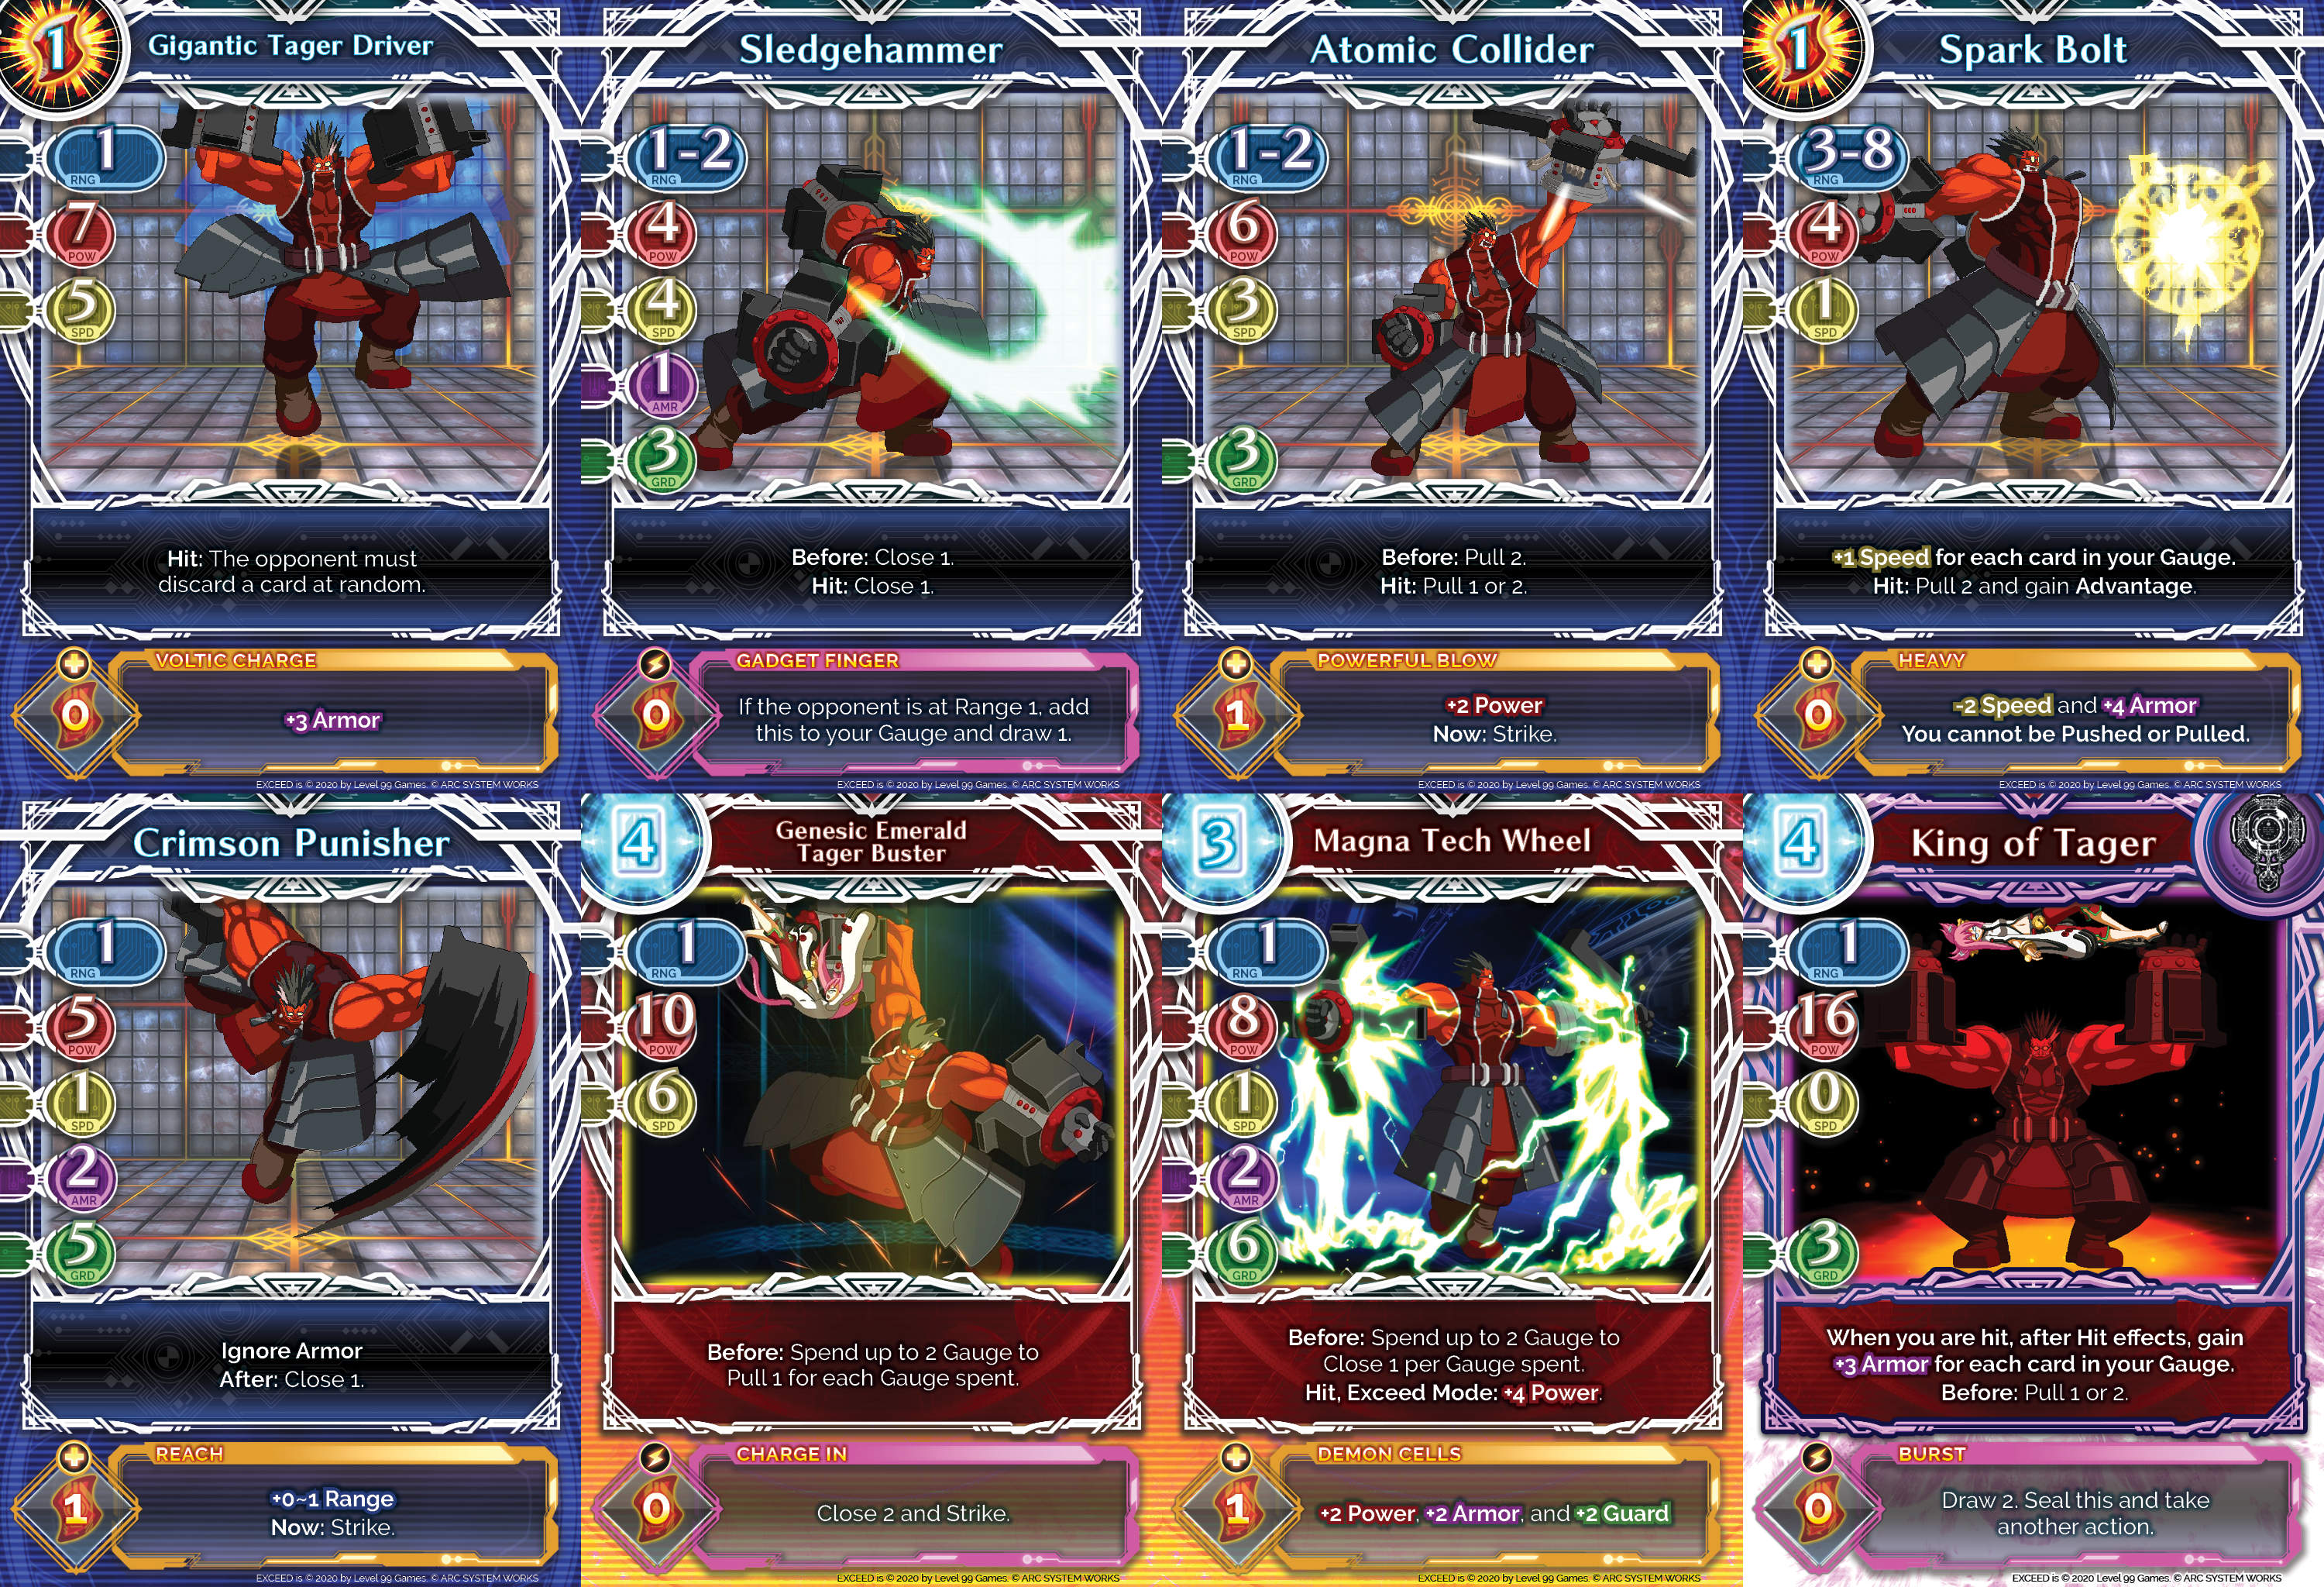 1
Gigantic Tager Driver
1
RNG
7
POW
5
SPD
Hit: The opponent must
discard a card at random.
VOLTIC CHARGE
0
+3 Armor
EXCEED is © 2020 by Level 99 Games. © ARC SYSTEM WORKS
Sledgehammer
1-2
RNG
4
POW
4
SPD
1
AMR
3
GRD
Before: Close 1.
Hit: Close 1.
GADGET FINGER
0
If the opponent is at Range 1, add
this to your Gauge and draw 1.
EXCEED is © 2020 by Level 99 Games. © ARC SYSTEM WORKS
Atomic Collider
1-2
RNG
6
POW
3
SPD
3
GRD
Before: Pull 2.
Hit: Pull 1 or 2.
POWERFUL BLOW
1
+2 Power
Now: Strike.
EXCEED is © 2020 by Level 99 Games. © ARC SYSTEM WORKS
1
Spark Bolt
3-8
RNG
4
POW
1
SPD
+1 Speed for each card in your Gauge.
Hit: Pull 2 and gain Advantage.
HEAVY
0
-2 Speed and +4 Armor
You cannot be Pushed or Pulled.
EXCEED is © 2020 by Level 99 Games. © ARC SYSTEM WORKS
Crimson Punisher
1
RNG
5
POW
1
SPD
2
AMR
5
GRD
Ignore Armor
After: Close 1.
REACH
1
+0~1 Range
Now: Strike.
EXCEED is © 2020 by Level 99 Games. © ARC SYSTEM WORKS
4
Genesic Emerald
Tager Buster
1
RNG
10
POW
6
SPD
Before: Spend up to 2 Gauge to
Pull 1 for each Gauge spent.
CHARGE IN
0
Close 2 and Strike.
EXCEED is © 2020 by Level 99 Games. © ARC SYSTEM WORKS
3
Magna Tech Wheel
1
RNG
8
POW
1
SPD
2
AMR
6
GRD
Before: Spend up to 2 Gauge to
Close 1 per Gauge spent.
Hit, Exceed Mode: +4 Power.
DEMON CELLS
1
+2 Power, +2 Armor, and +2 Guard
EXCEED is © 2020 by Level 99 Games. © ARC SYSTEM WORKS
4
King of Tager
1
RNG
16
POW
0
SPD
3
GRD
When you are hit, after Hit effects, gain
+3 Armor for each card in your Gauge.
Before: Pull 1 or 2.
BURST
0
Draw 2. Seal this and take
another action.
EXCEED is © 2020 by Level 99 Games. © ARC SYSTEM WORKS